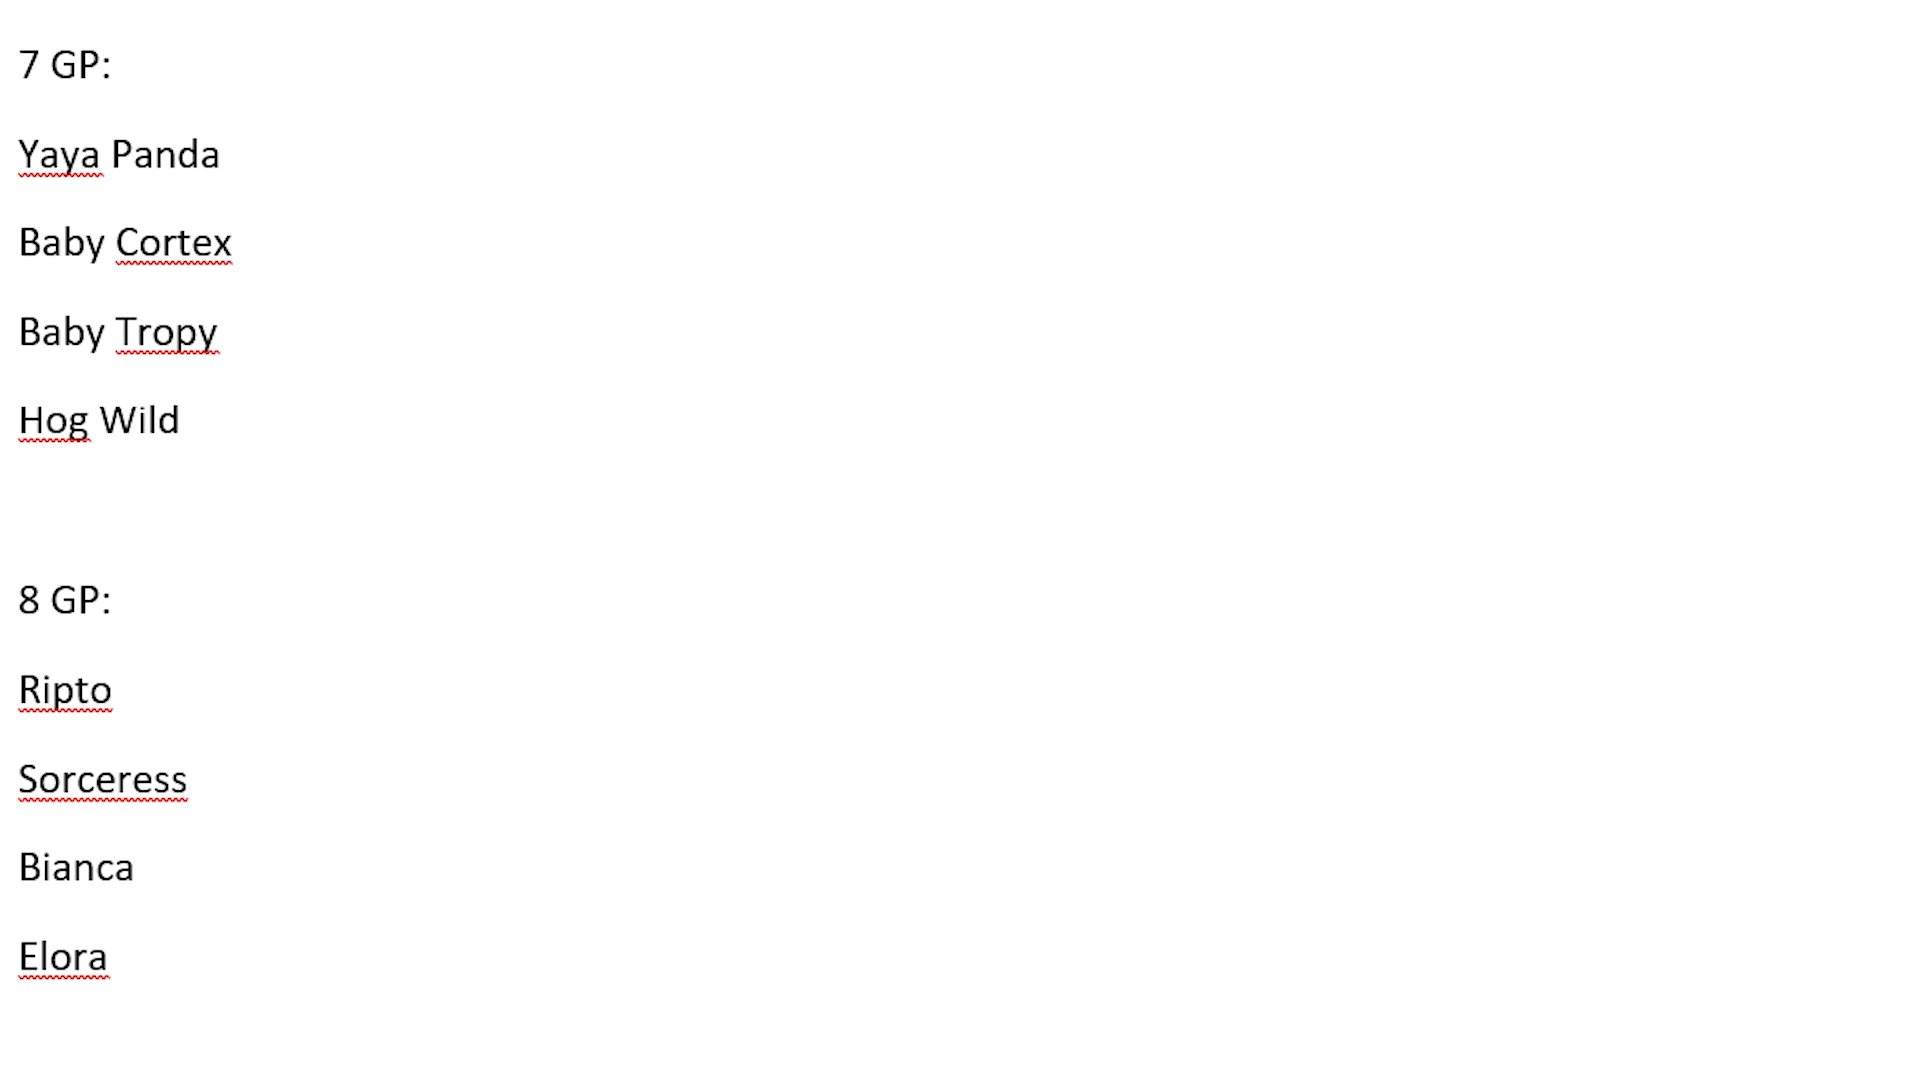 7 GP:
Yaya Panda
Baby Cortex
Baby Tropy
Hog Wild
8 GP:
Ripto
Sorceress
Bianca
Elora